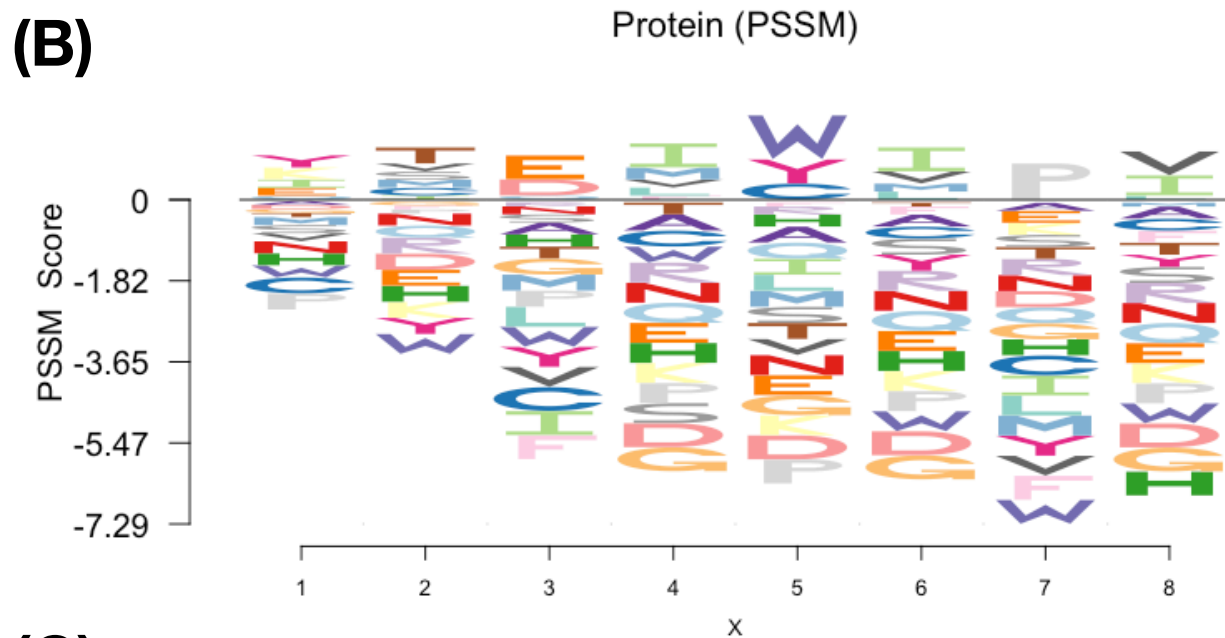 (B)
Protein (PSSM)
PSSM Score
0
-1.82
-3.65
-5.47
-7.29
Y
T
V
M
C
E
D
I
M
V
W
Y
C
I
V
M
P
V
I
N
H
W
C
P
N
Q
R
D
E
H
K
Y
W
N
A
H
T
G
M
P
L
W
Y
V
C
I
F
T
A
C
W
R
N
Q
E
H
K
P
S
D
G
H
A
Q
I
L
M
S
T
V
N
E
G
K
D
P
A
C
S
Y
R
N
Q
E
H
K
P
W
D
G
A
E
K
S
T
R
N
D
Q
G
H
C
I
L
M
Y
V
F
W
A
C
F
T
Y
S
R
N
Q
E
K
P
W
D
G
H
1 2 3 4 5 6 7 8
X